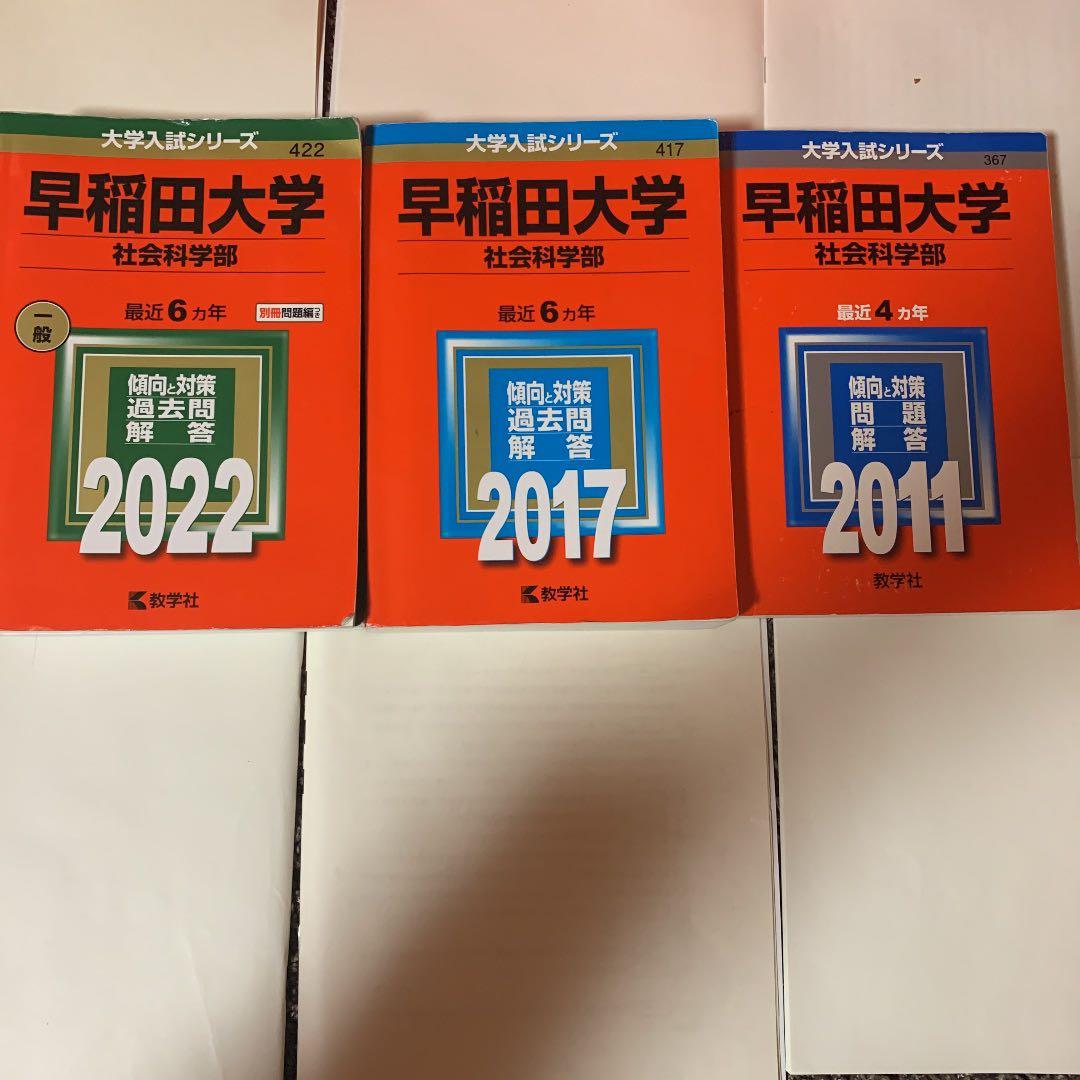 大学入試シリーズ
422
早稲田大学
社会科学部
一般
最近6ヵ年
別冊問題編つき
傾向と対策
過去問
解答
2022
教学社
大学入試シリーズ
417
早稲田大学
社会科学部
最近6ヵ年
傾向と対策
過去問
解答
2017
教学社
大学入試シリーズ
367
早稲田大学
社会科学部
最近4ヵ年
傾向と対策
問題
解答
2011
教学社